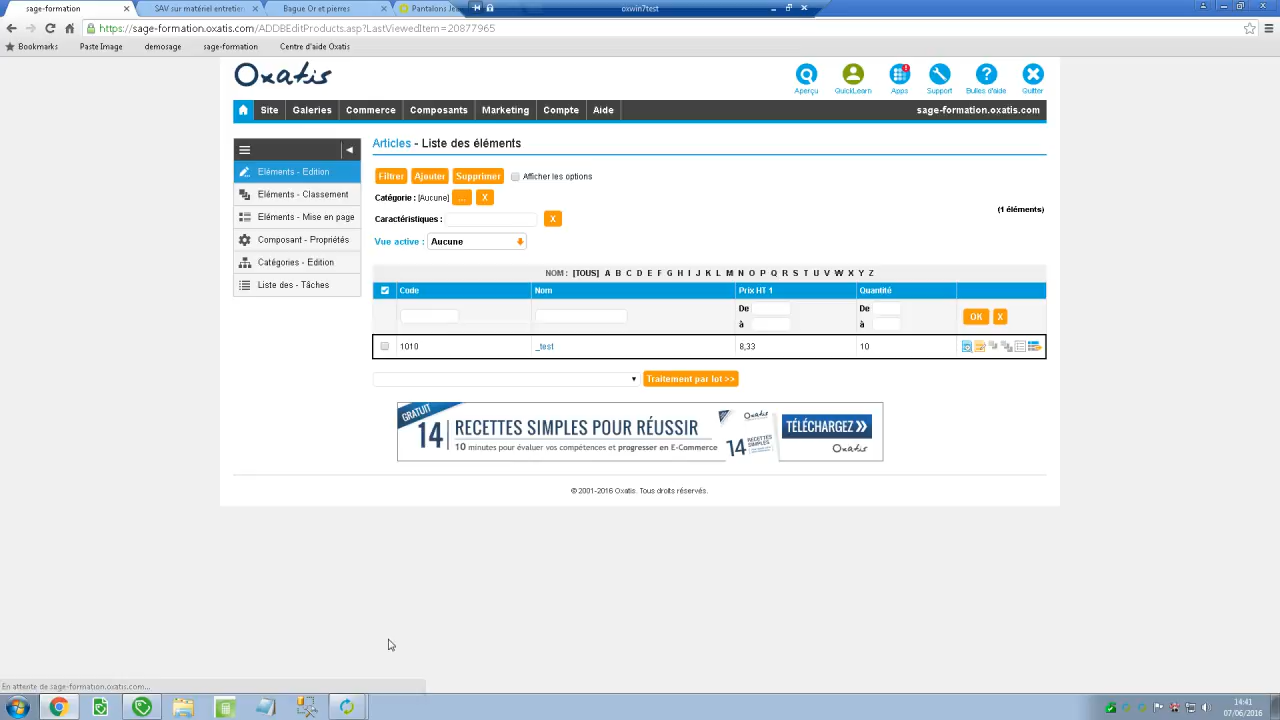 sage-formation.oxatis.com/ ×
SAV sur matériel entretien ×
Bague Or et pierres ×
Pantalons Jea
oxwin7test
https://sage-formation.oxatis.com/ADDBEditProducts.asp?LastViewedItem=20877965
Bookmarks Paste Image demosage sage-formation Centre d'aide Oxatis
Oxatis
Aperçu QuickLearn Apps Support Bulles d'aide Quitter
Site Galeries Commerce Composants Marketing Compte Aide sage-formation.oxatis.com
Articles - Liste des éléments
Eléments - Edition
Eléments - Classement
Eléments - Mise en page
Composant - Propriétés
Catégories - Edition
Liste des - Tâches
Filtrer Ajouter Supprimer Afficher les options
Catégorie : [Aucune] ... X
(1 éléments)
Caractéristiques : X
Vue active : Aucune
NOM : [TOUS] A B C D E F G H I J K L M N O P Q R S T U V W X Y Z
Code Nom Prix HT 1 Quantité
De De
à à
OK X
1010 _test 8,33 10
Traitement par lot >>
GRATUIT
14 RECETTES SIMPLES POUR RÉUSSIR
10 minutes pour évaluer vos compétences et progresser en E-Commerce
Oxatis
14 RECETTES SIMPLES
TÉLÉCHARGEZ
Oxatis
© 2001-2016 Oxatis. Tous droits réservés.
En attente de sage-formation.oxatis.com...
14:41
07/06/2016